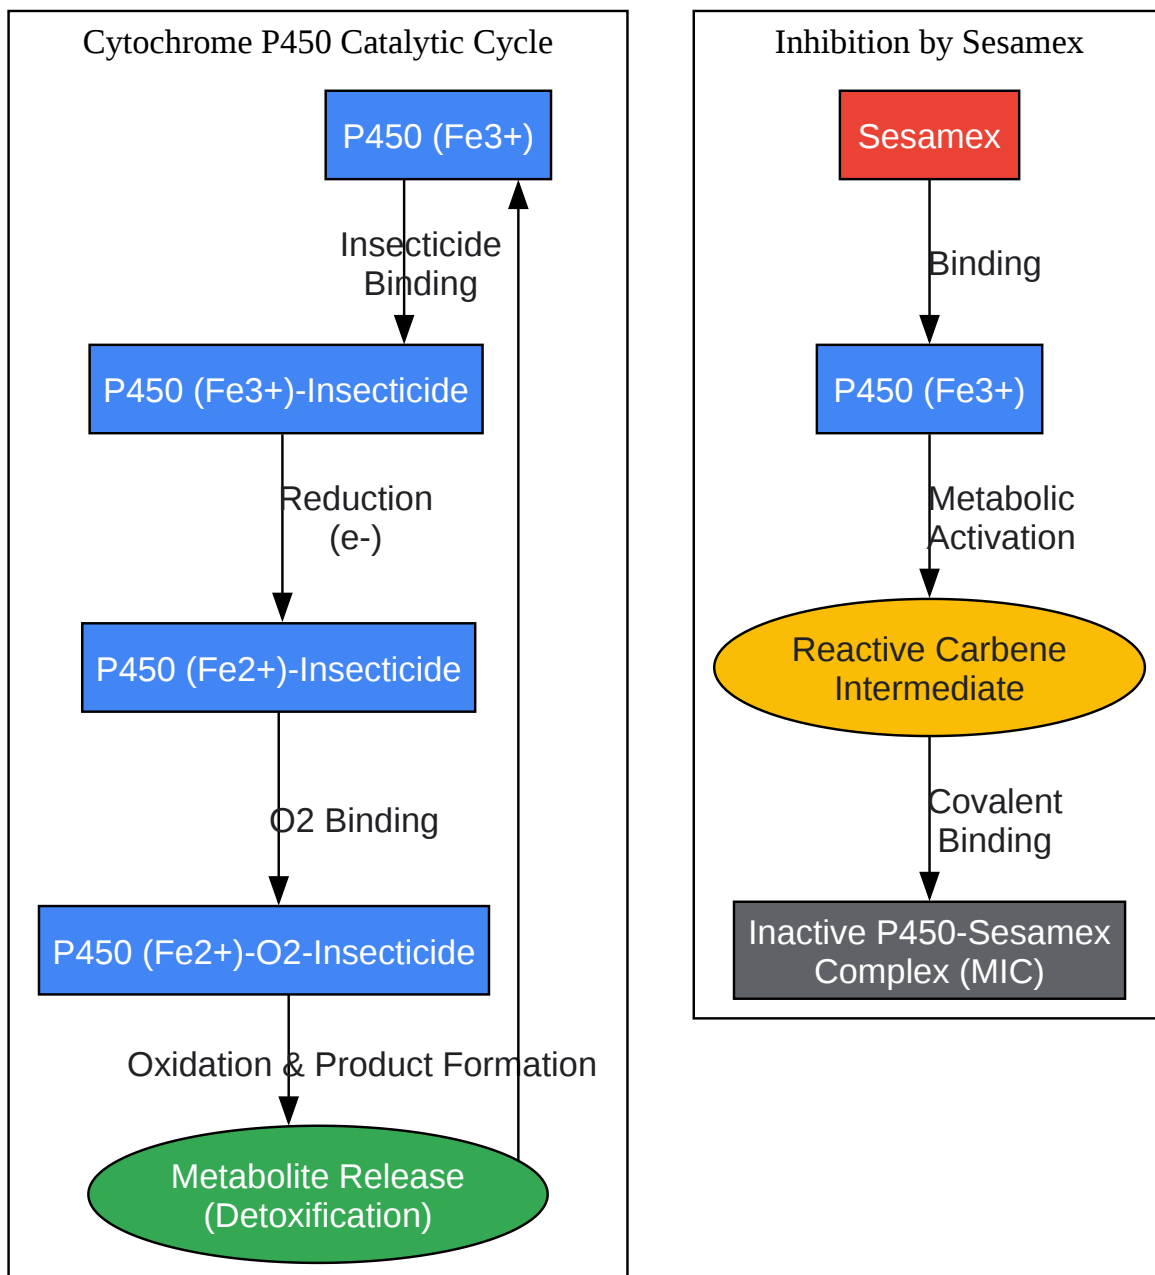 Cytochrome P450 Catalytic Cycle
P450 (Fe3+)
Insecticide
Binding
P450 (Fe3+)-Insecticide
Reduction
(e-)
P450 (Fe2+)-Insecticide
O2 Binding
P450 (Fe2+)-O2-Insecticide
Oxidation & Product Formation
Metabolite Release
(Detoxification)
Inhibition by Sesamex
Sesamex
Binding
P450 (Fe3+)
Metabolic
Activation
Reactive Carbene
Intermediate
Covalent
Binding
Inactive P450-Sesamex
Complex (MIC)